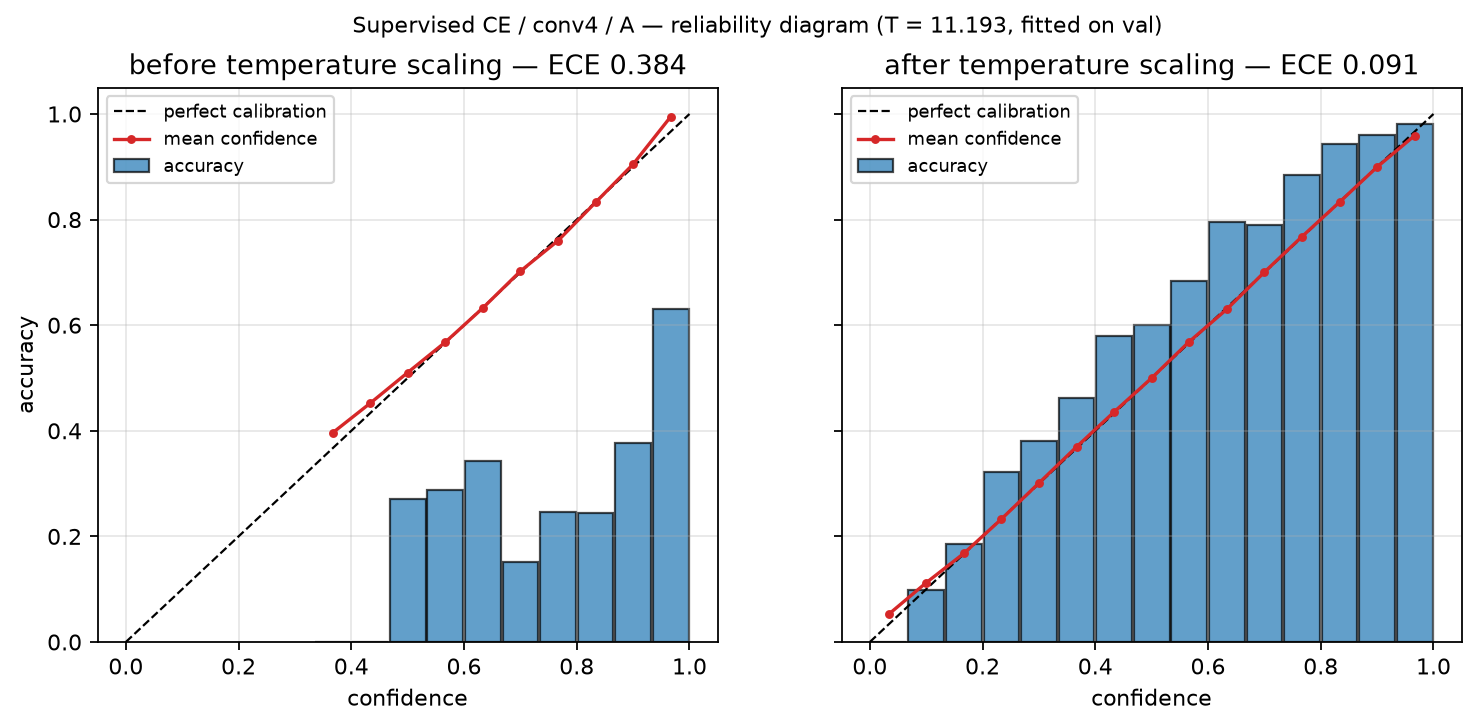 Supervised CE / conv4 / A — reliability diagram (T = 11.193, fitted on val)
before temperature scaling — ECE 0.384
perfect calibration
mean confidence
accuracy
1.0
0.8
0.6
0.4
0.2
0.0
accuracy
0.0 0.2 0.4 0.6 0.8 1.0
confidence
after temperature scaling — ECE 0.091
perfect calibration
mean confidence
accuracy
0.0 0.2 0.4 0.6 0.8 1.0
confidence